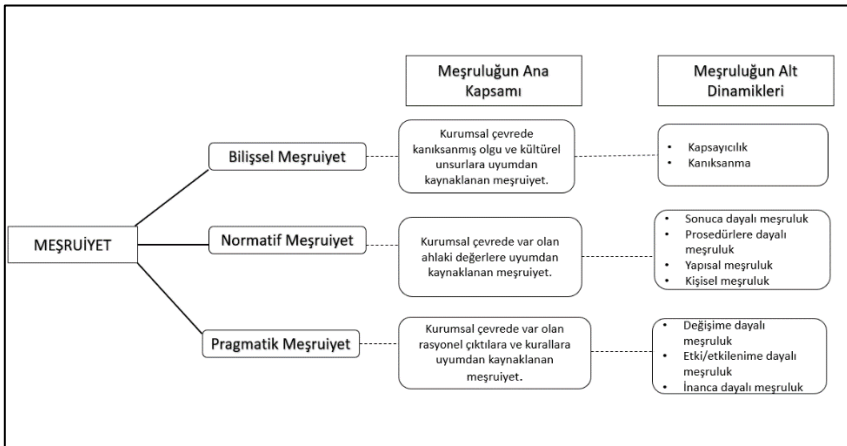 Meşruluğun Ana
Kapsamı
Meşruluğun Alt
Dinamikleri
MEŞRUİYET
Bilişsel Meşruiyet
Kurumsal çevrede
kanıksanmış olgu ve kültürel
unsurlara uyumdan
kaynaklanan meşruiyet.
• Kapsayıcılık
• Kanıksanma
Normatif Meşruiyet
Kurumsal çevrede var olan
ahlaki değerlere uyumdan
kaynaklanan meşruiyet.
• Sonuca dayalı meşruluk
• Prosedürlere dayalı
meşruluk
• Yapısal meşruluk
• Kişisel meşruluk
Pragmatik Meşruiyet
Kurumsal çevrede var olan
rasyonel çıktılara ve kurallara
uyumdan kaynaklanan
meşruiyet.
• Değişime dayalı
meşruluk
• Etki/etkilenime dayalı
meşruluk
• İnanca dayalı meşruluk